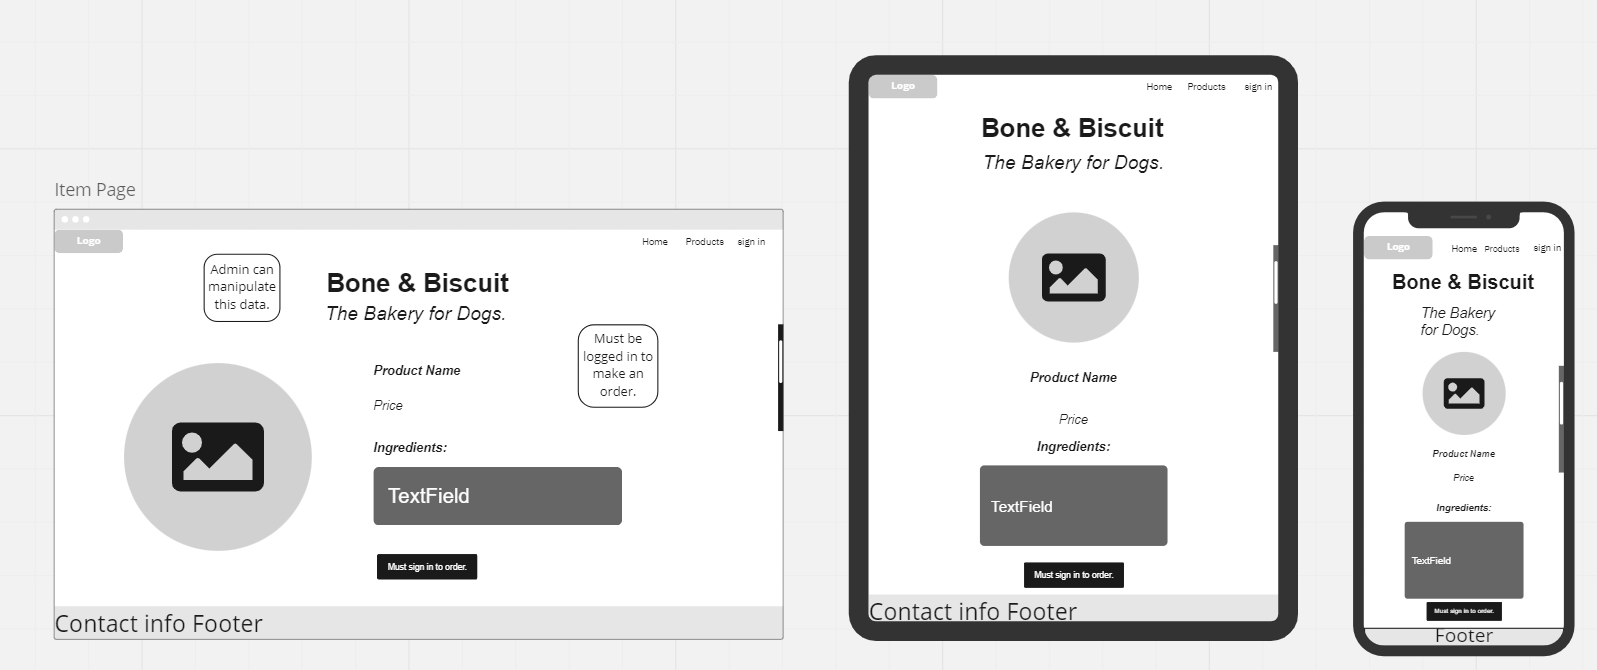 Item Page
Logo
Home Products sign in
Admin can
manipulate
this data.
Bone & Biscuit
The Bakery for Dogs.
Must be
logged in to
make an
order.
Product Name
Price
Ingredients:
TextField
Must sign in to order.
Contact info Footer
Logo
Home Products sign in
Bone & Biscuit
The Bakery for Dogs.
Product Name
Price
Ingredients:
TextField
Must sign in to order.
Contact info Footer
Logo
Home Products sign in
Bone & Biscuit
The Bakery
for Dogs.
Product Name
Price
Ingredients:
TextField
Must sign in to order.
Footer